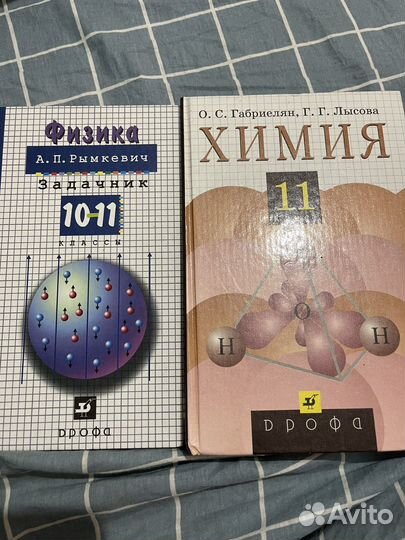 Физика
А.П.Рымкевич
Задачник
10-11
КЛАССЫ
дрофа
О. С. Габриелян, Г. Г. Лысова
ХИМИЯ
11
О
Н
Н
дрофа
Avito